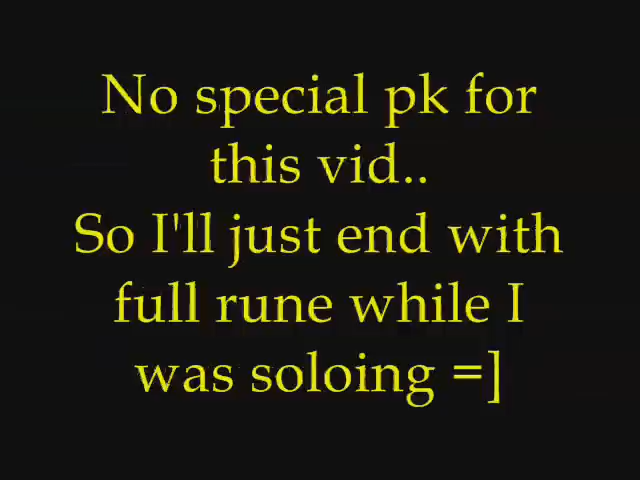 No special pk for
this vid..
So I'll just end with
full rune while I
was soloing =]